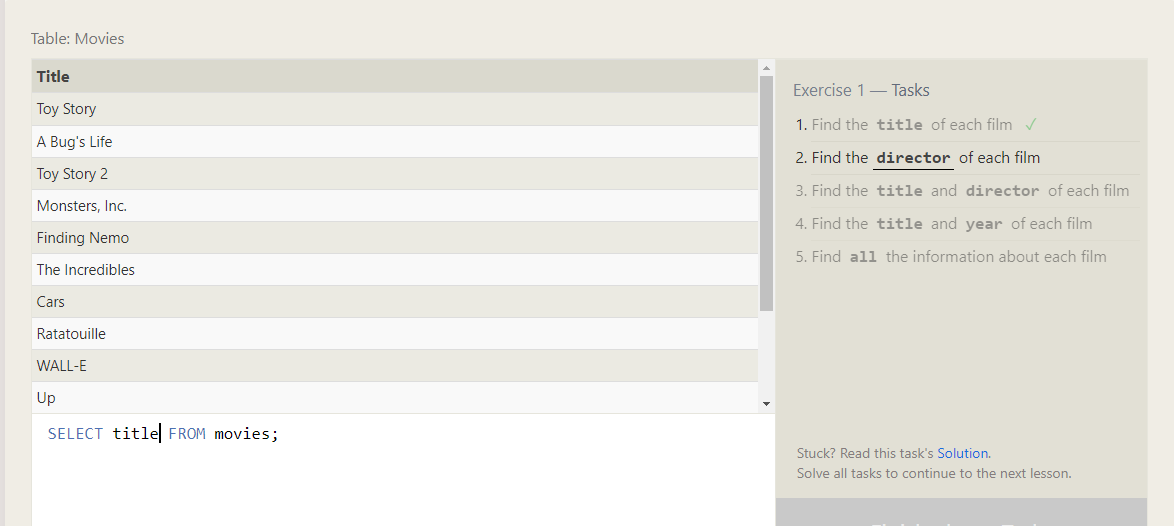 Table: Movies
Title
Toy Story
A Bug's Life
Toy Story 2
Monsters, Inc.
Finding Nemo
The Incredibles
Cars
Ratatouille
WALL-E
Up
SELECT title FROM movies;
Exercise 1 — Tasks
1. Find the title of each film ✓
2. Find the director of each film
3. Find the title and director of each film
4. Find the title and year of each film
5. Find all the information about each film
Stuck? Read this task's Solution.
Solve all tasks to continue to the next lesson.